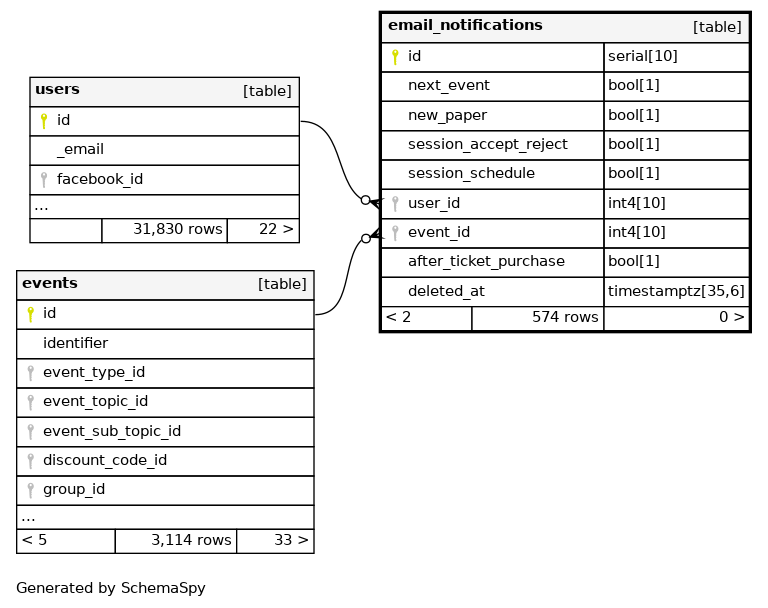 users [table]
id
_email
facebook_id
...
31,830 rows 22 >
events [table]
id
identifier
event_type_id
event_topic_id
event_sub_topic_id
discount_code_id
group_id
...
< 5 3,114 rows 33 >
email_notifications [table]
id serial[10]
next_event bool[1]
new_paper bool[1]
session_accept_reject bool[1]
session_schedule bool[1]
user_id int4[10]
event_id int4[10]
after_ticket_purchase bool[1]
deleted_at timestamptz[35,6]
< 2 574 rows 0 >
Generated by SchemaSpy